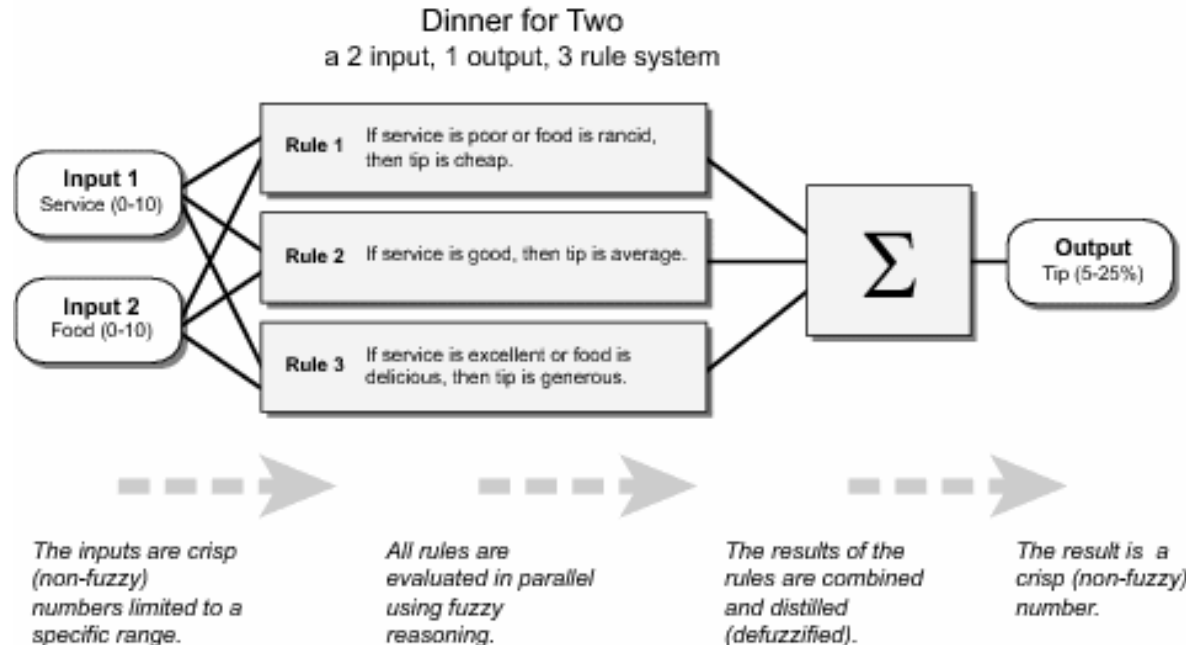 Dinner for Two
a 2 input, 1 output, 3 rule system
Input 1
Service (0-10)
Input 2
Food (0-10)
Rule 1
If service is poor or food is rancid,
then tip is cheap.
Rule 2
If service is good, then tip is average.
Rule 3
If service is excellent or food is
delicious, then tip is generous.
Σ
Output
Tip (5-25%)
The inputs are crisp
(non-fuzzy)
numbers limited to a
specific range.
All rules are
evaluated in parallel
using fuzzy
reasoning.
The results of the
rules are combined
and distilled
(defuzzified).
The result is a
crisp (non-fuzzy)
number.